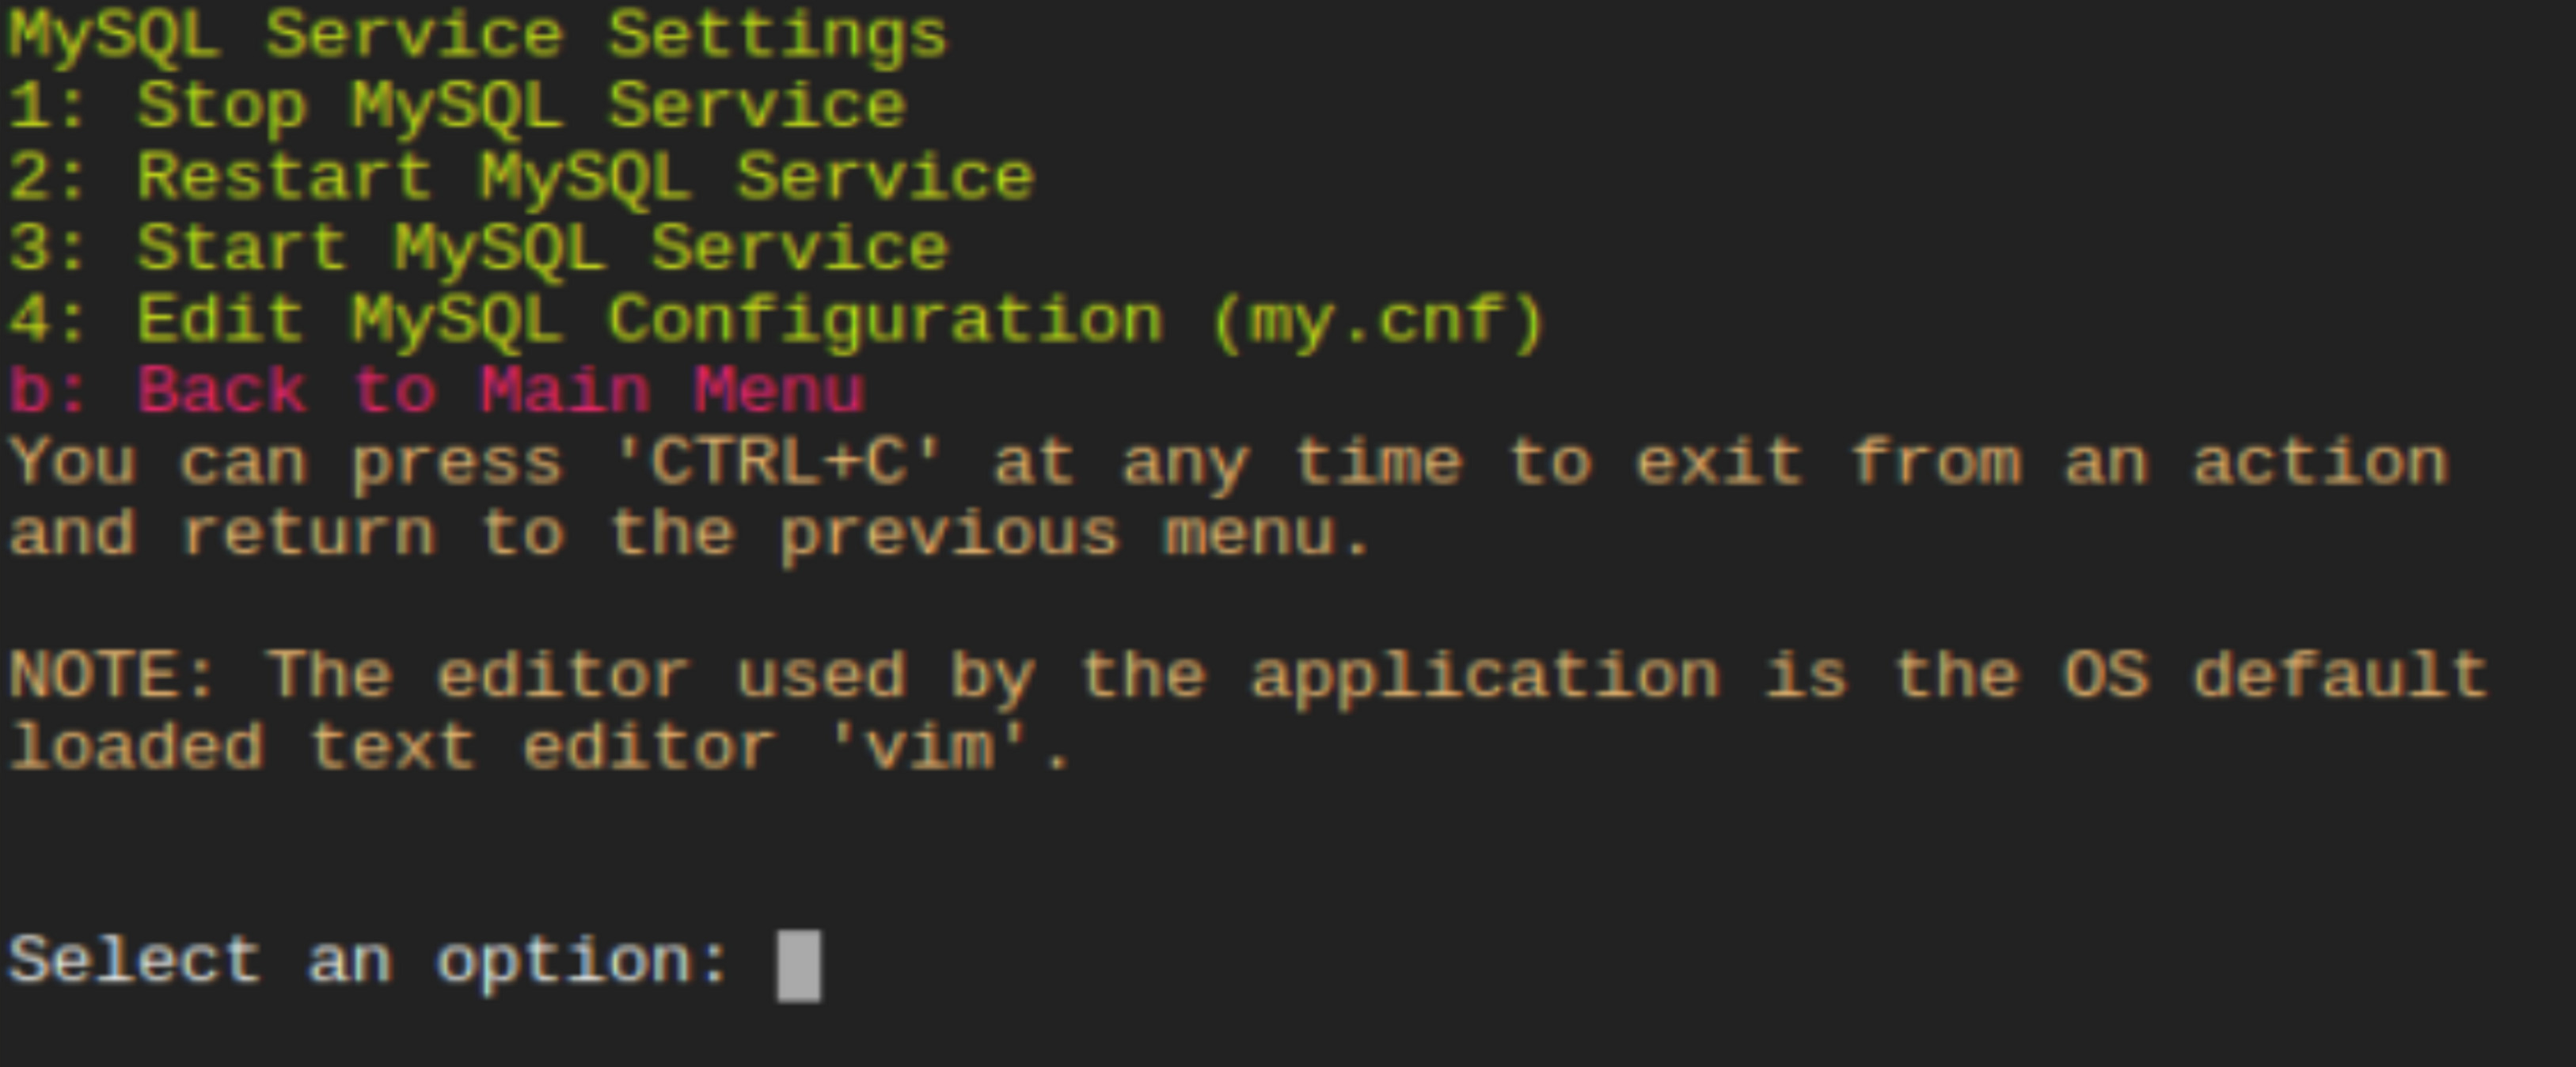 MySQL Service Settings
1: Stop MySQL Service
2: Restart MySQL Service
3: Start MySQL Service
4: Edit MySQL Configuration (my.cnf)
b: Back to Main Menu
You can press 'CTRL+C' at any time to exit from an action
and return to the previous menu.
NOTE: The editor used by the application is the OS default
loaded text editor 'vim'.
Select an option: